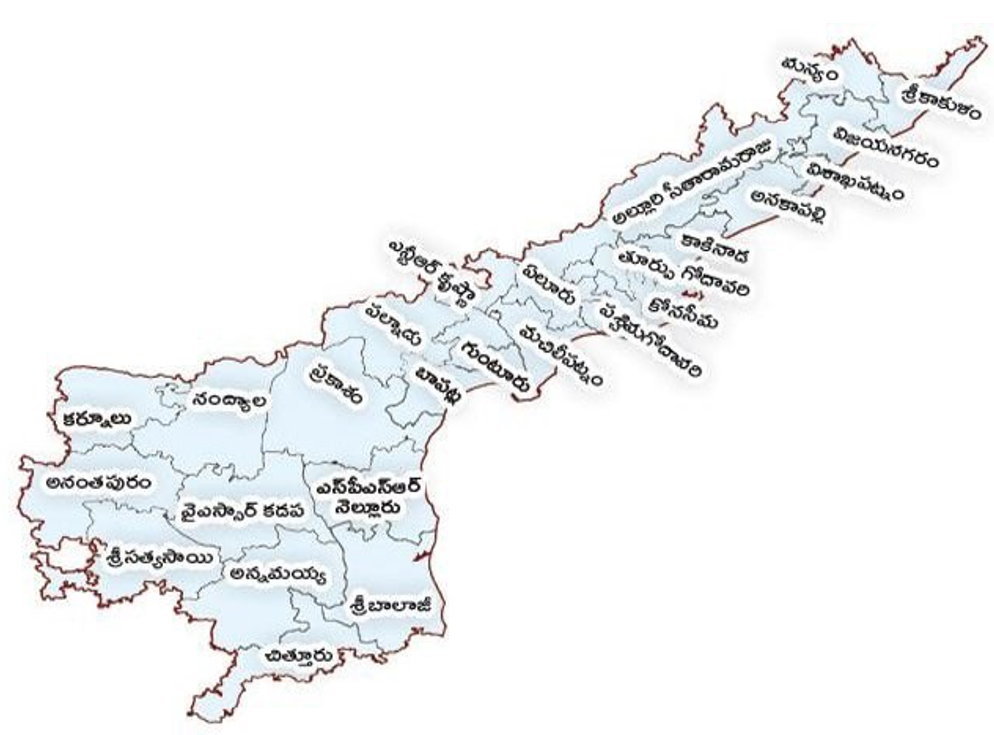 మన్యం
శ్రీకాకుళం
విజయనగరం
విశాఖపట్నం
అల్లూరి సీతారామరాజు
అనకాపల్లి
కాకినాడ
తూర్పు గోదావరి
కోనసీమ
ఎన్టీఆర్ కృష్ణా
ఏలూరు
పశ్చిమగోదావరి
పల్నాడు
మచిలీపట్నం
గుంటూరు
బాపట్ల
ప్రకాశం
నంద్యాల
కర్నూలు
అనంతపురం
ఎస్‌పీఎస్ఆర్
నెల్లూరు
వైఎస్సార్ కడప
శ్రీసత్యసాయి
అన్నమయ్య
శ్రీబాలాజీ
చిత్తూరు